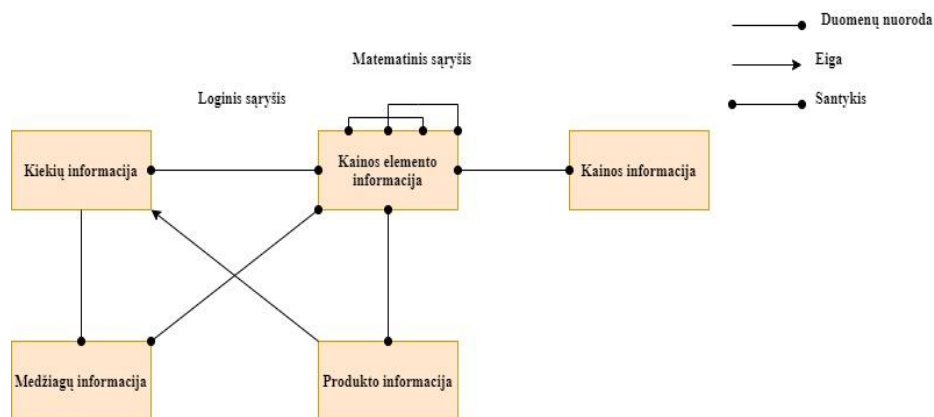 Duomenų nuoroda
Matematinis sąryšis
Eiga
Loginis sąryšis
Santykis
Kiekių informacija
Kainos elemento
informacija
Kainos informacija
Medžiagų informacija
Produkto informacija